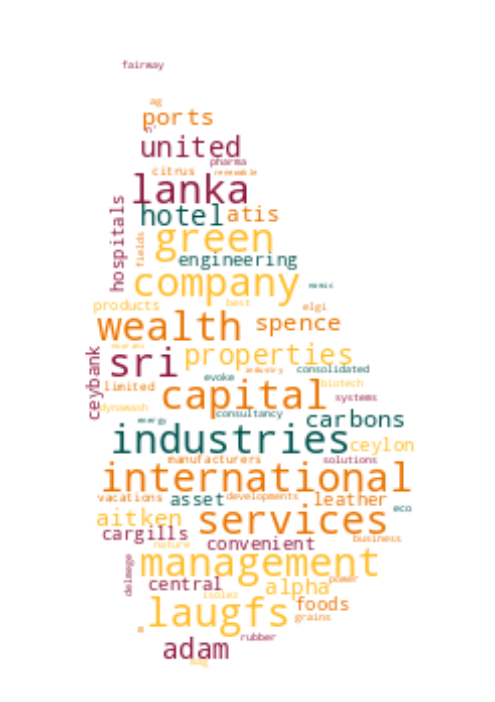 fairway
ag
ports
united
pharma
citrus renewable
lanka
hospitals
hotel atis
green
fields
engineering
company
products best elgi
wealth spence
sri properties
ceybank
industry consolidated
evoke
limited biotech
capital systems
dynawash
consultancy
energy carbons
industries ceylon
manufacturers solutions
international
vacations asset developments leather
eco
aitken services
cargills convenient business
nature
management
delmege
central alpha power
isoler
laugfs foods
grains
rubber
adam